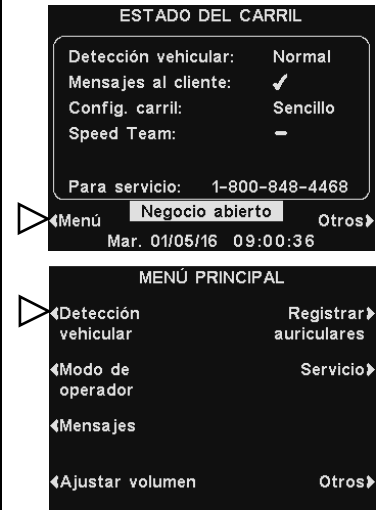 ESTADO DEL CARRIL
Detección vehicular: Normal
Mensajes al cliente: ✓
Config. carril: Sencillo
Speed Team: –
Para servicio: 1-800-848-4468
Menú Negocio abierto Otros
Mar. 01/05/16 09:00:36
MENÚ PRINCIPAL
Detección Registrar
vehicular auriculares
Modo de Servicio
operador
Mensajes
Ajustar volumen Otros